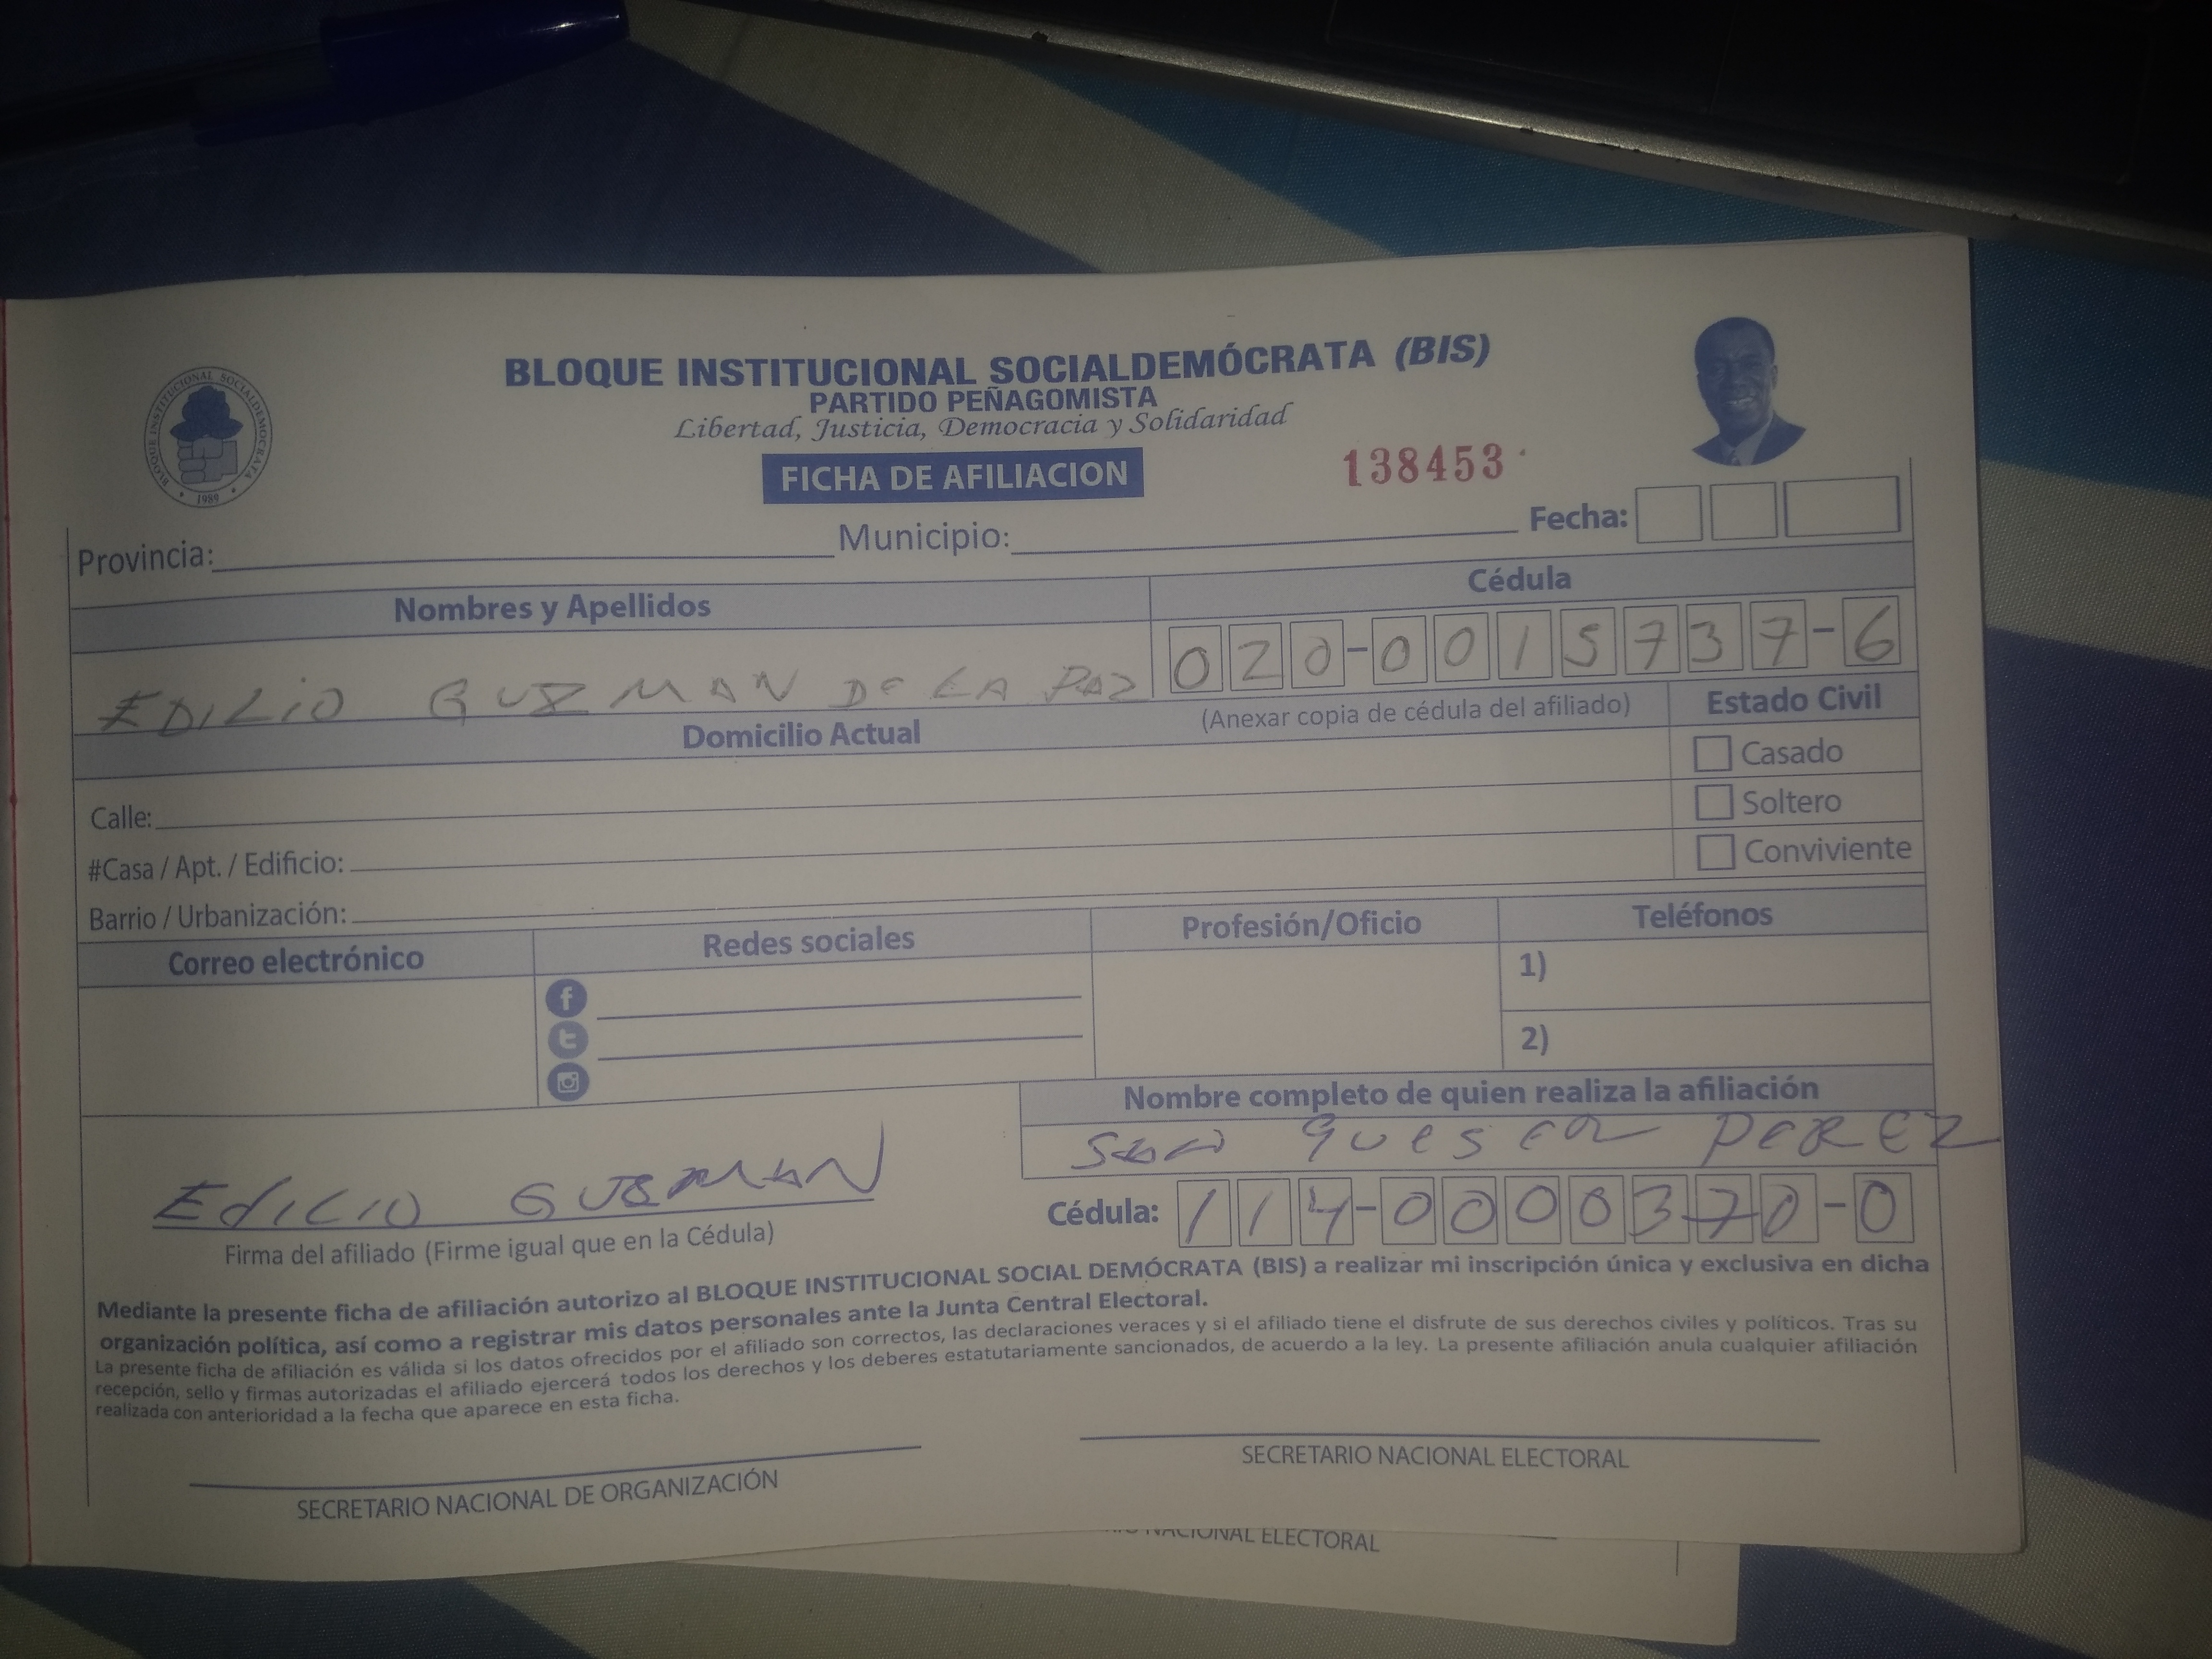 BLOQUE INSTITUCIONAL SOCIALDEMÓCRATA (BIS)
PARTIDO PEÑAGOMISTA
Libertad, Justicia, Democracia y Solidaridad
BLOQUE INSTITUCIONAL SOCIALDEMOCRATA
1989
FICHA DE AFILIACION
138453
Provincia: Municipio: Fecha:
Nombres y Apellidos Cédula
EDILIO GUZMAN DE LA PAZ 020-0015737-6
(Anexar copia de cédula del afiliado)
Domicilio Actual Estado Civil
Casado
Calle: Soltero
#Casa / Apt. / Edificio: Conviviente
Barrio / Urbanización:
Correo electrónico Redes sociales Profesión/Oficio Teléfonos
1)
2)
Nombre completo de quien realiza la afiliación
PEREZ
EdiLIO GUZMAN
Cédula: 114-0000370-0
Firma del afiliado (Firme igual que en la Cédula)
Mediante la presente ficha de afiliación autorizo al BLOQUE INSTITUCIONAL SOCIAL DEMÓCRATA (BIS) a realizar mi inscripción única y exclusiva en dicha
organización política, así como a registrar mis datos personales ante la Junta Central Electoral.
La presente ficha de afiliación es válida si los datos ofrecidos por el afiliado son correctos, las declaraciones veraces y si el afiliado tiene el disfrute de sus derechos civiles y políticos. Tras su
recepción, sello y firmas autorizadas el afiliado ejercerá todos los derechos y los deberes estatutariamente sancionados, de acuerdo a la ley. La presente afiliación anula cualquier afiliación
realizada con anterioridad a la fecha que aparece en esta ficha.
SECRETARIO NACIONAL DE ORGANIZACIÓN SECRETARIO NACIONAL ELECTORAL
NACIONAL ELECTORAL